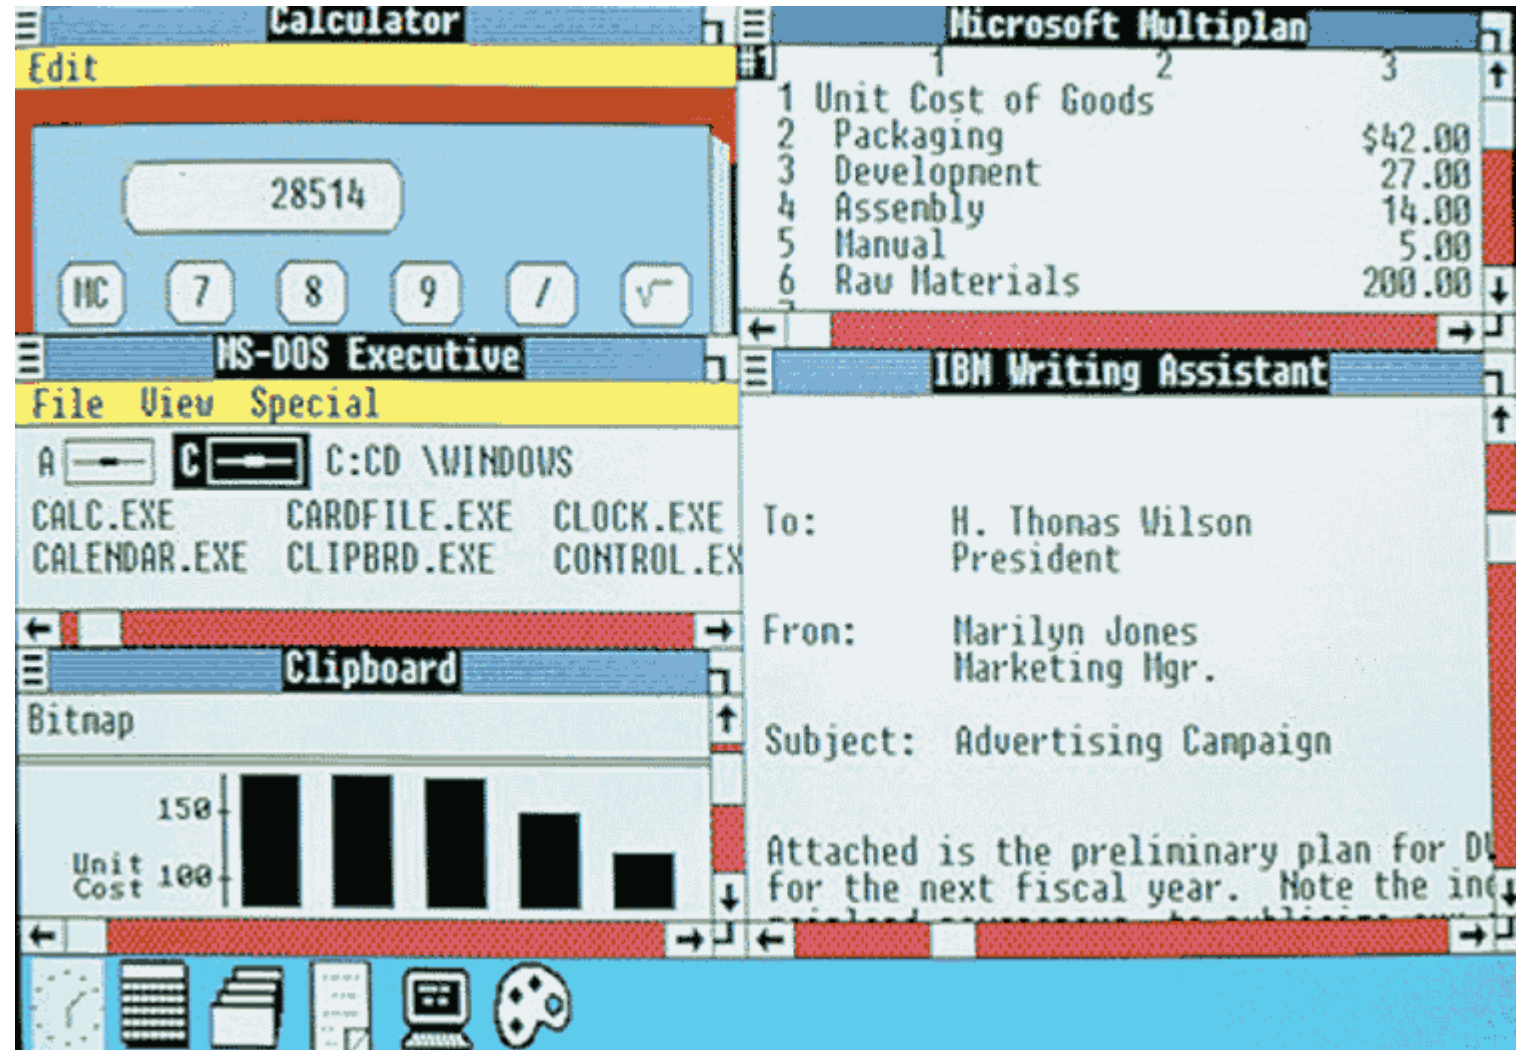 Calculator
Edit
28514
MC 7 8 9 / √
MS-DOS Executive
File View Special
A C C:CD \WINDOWS
CALC.EXE CARDFILE.EXE CLOCK.EXE
CALENDAR.EXE CLIPBRD.EXE CONTROL.EX
Clipboard
Bitmap
150
Unit
Cost 100
Microsoft Multiplan
#1 1 2 3
1 Unit Cost of Goods
2 Packaging $42.00
3 Development 27.00
4 Assembly 14.00
5 Manual 5.00
6 Raw Materials 200.00
IBM Writing Assistant
To: H. Thomas Wilson
President
From: Marilyn Jones
Marketing Mgr.
Subject: Advertising Campaign
Attached is the preliminary plan for
for the next fiscal year. Note the